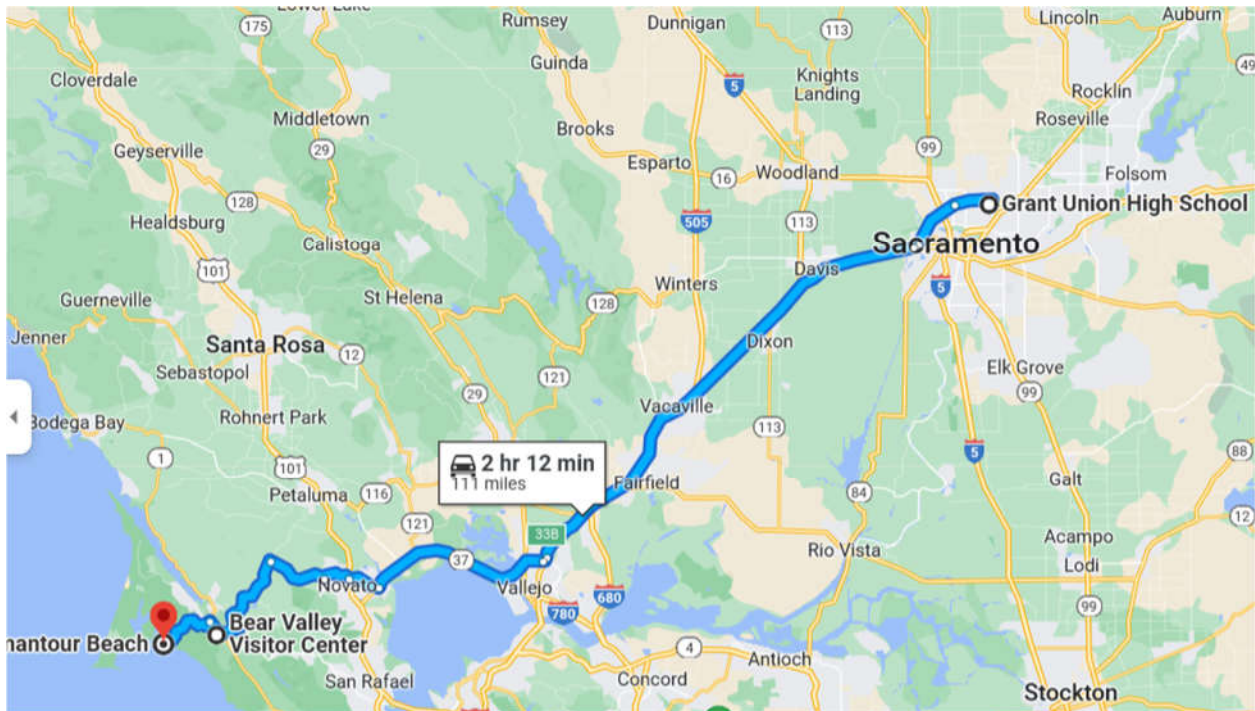 Lower Lake
Rumsey
Dunnigan
Lincoln
Auburn
175
113
49
Cloverdale
Guinda
Knights
Landing
5
Rocklin
Middletown
Roseville
29
Brooks
99
Geyserville
Esparto
16
Woodland
Folsom
128
Grant Union High School
Healdsburg
505
113
Calistoga
Sacramento
101
Davis
Winters
5
Guerneville
St Helena
128
Jenner
Santa Rosa
12
Dixon
Elk Grove
Sebastopol
121
99
29
Rohnert Park
Vacaville
Bodega Bay
113
1
2 hr 12 min
111 miles
5
88
101
Petaluma
116
Fairfield
84
Galt
121
33B
12
37
Acampo
Rio Vista
Lodi
Novato
Vallejo
680
780
99
Bear Valley
Visitor Center
mantour Beach
4
Antioch
San Rafael
Concord
Stockton